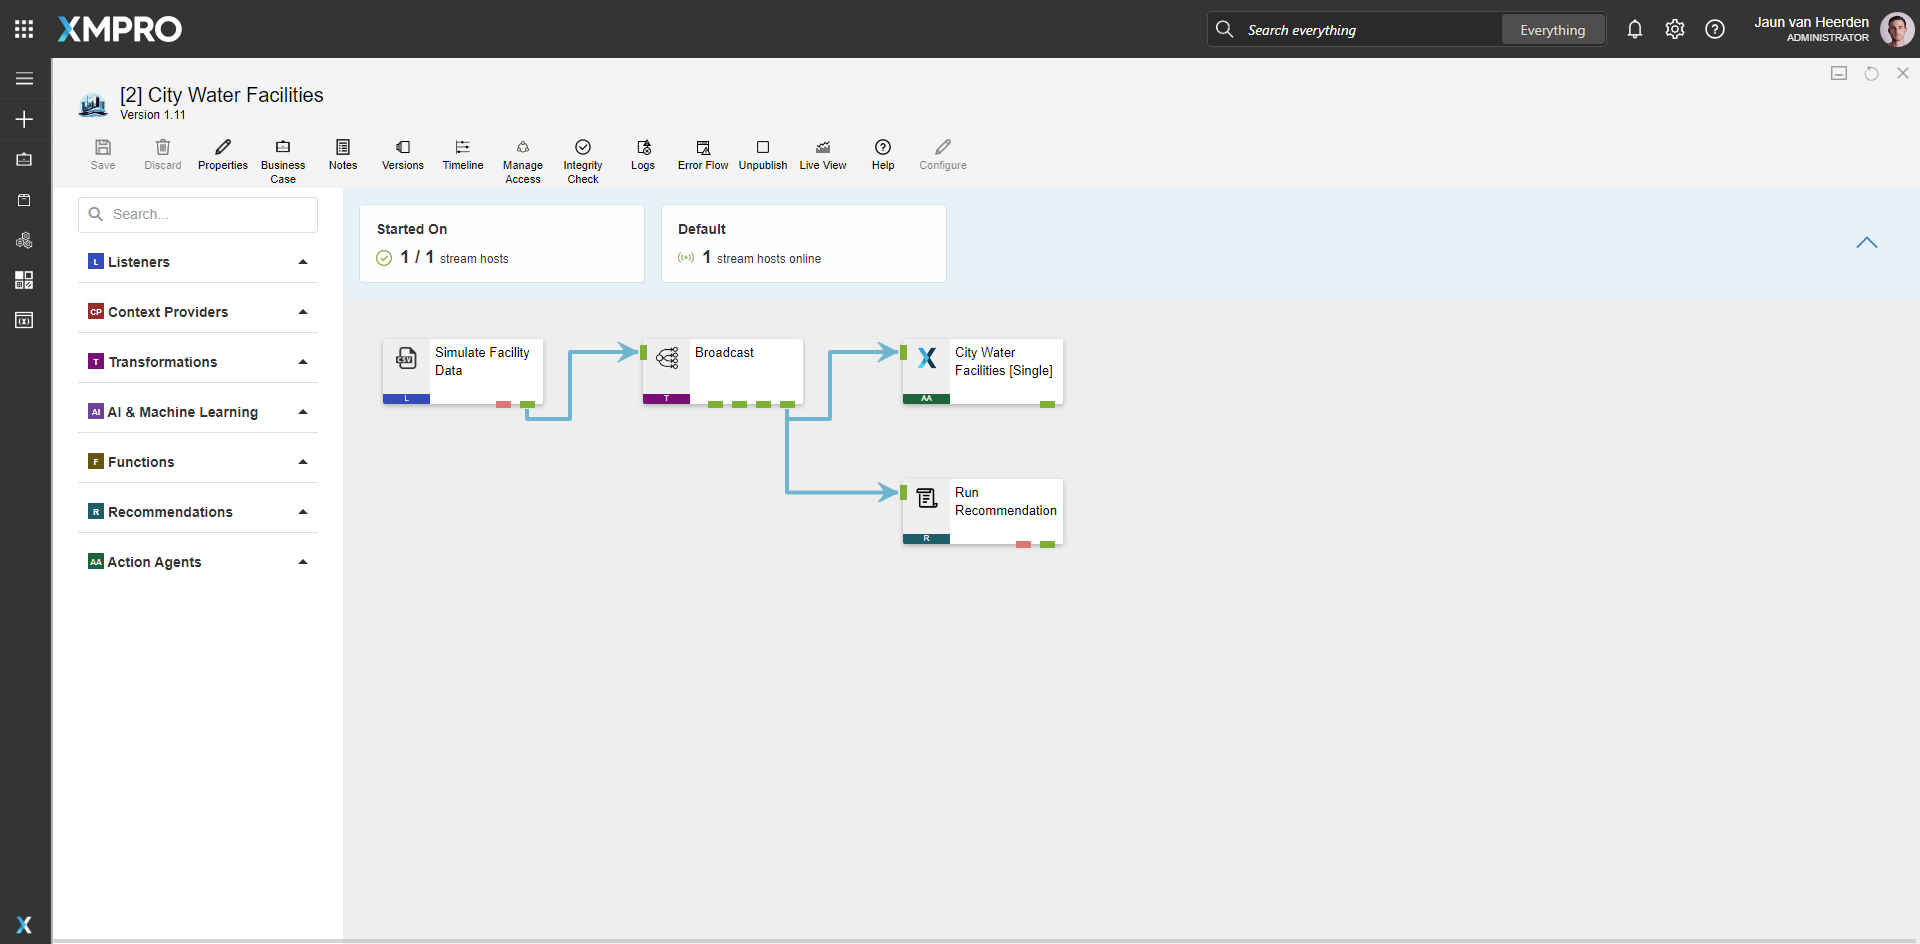 XMPRO
Search everything
Everything
Jaun van Heerden
ADMINISTRATOR
[2] City Water Facilities
Version 1.11
Save
Discard
Properties
Business
Case
Notes
Versions
Timeline
Manage
Access
Integrity
Check
Logs
Error Flow
Unpublish
Live View
Help
Configure
Search...
L Listeners
CP Context Providers
T Transformations
AI AI & Machine Learning
F Functions
R Recommendations
AA Action Agents
Started On
1 / 1 stream hosts
Default
1 stream hosts online
CSV
Simulate Facility
Data
L
Broadcast
T
City Water
Facilities [Single]
AA
Run
Recommendation
R